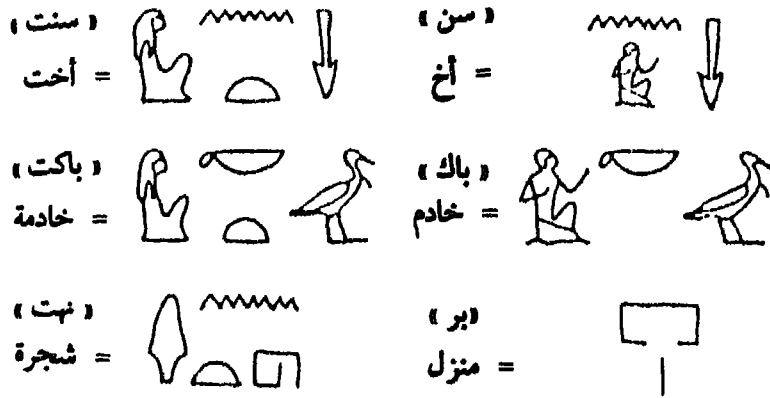 « سن »
= أخ
« سنت »
= أخت
« باك »
= خادم
« باكت »
= خادمة
« بر »
= منزل
« نهت »
= شجرة